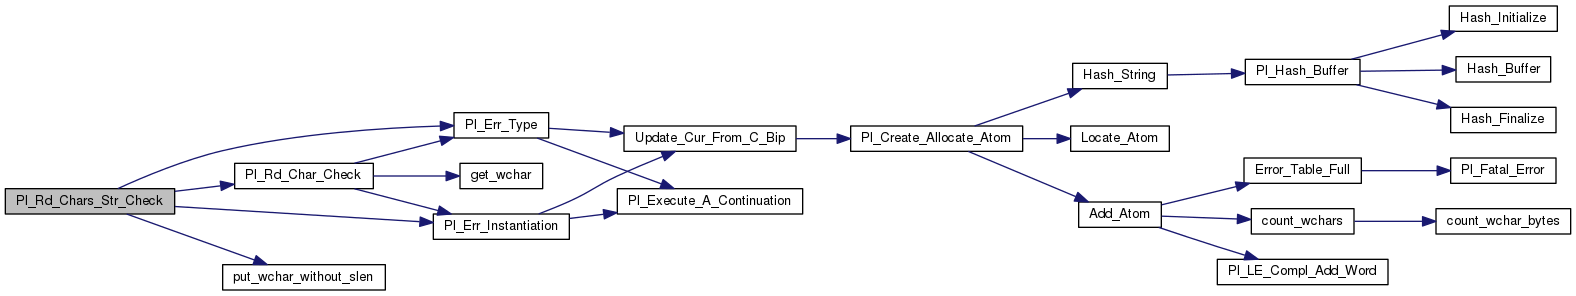 Pl_Rd_Chars_Str_Check
Pl_Err_Type
Pl_Rd_Char_Check
get_wchar
Pl_Err_Instantiation
put_wchar_without_slen
Update_Cur_From_C_Bip
Pl_Execute_A_Continuation
Pl_Create_Allocate_Atom
Hash_String
Locate_Atom
Add_Atom
Pl_Hash_Buffer
Hash_Initialize
Hash_Buffer
Hash_Finalize
Error_Table_Full
Pl_Fatal_Error
count_wchars
count_wchar_bytes
Pl_LE_Compl_Add_Word